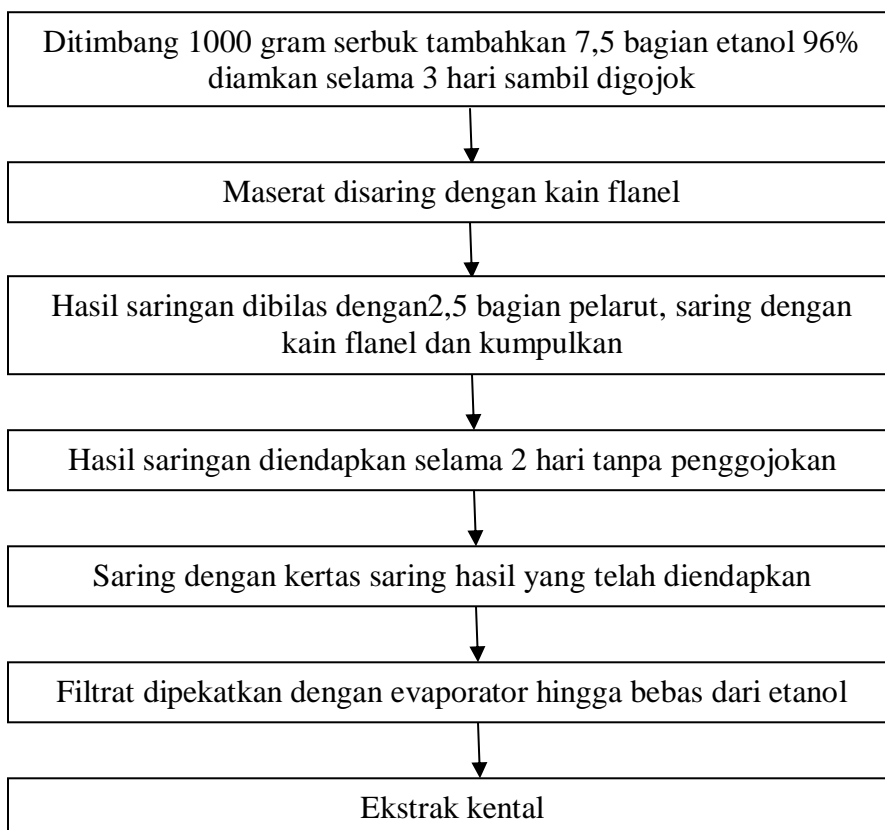 Ditimbang 1000 gram serbuk tambahkan 7,5 bagian etanol 96%
diamkan selama 3 hari sambil digojok
Maserat disaring dengan kain flanel
Hasil saringan dibilas dengan2,5 bagian pelarut, saring dengan
kain flanel dan kumpulkan
Hasil saringan diendapkan selama 2 hari tanpa penggojokan
Saring dengan kertas saring hasil yang telah diendapkan
Filtrat dipekatkan dengan evaporator hingga bebas dari etanol
Ekstrak kental